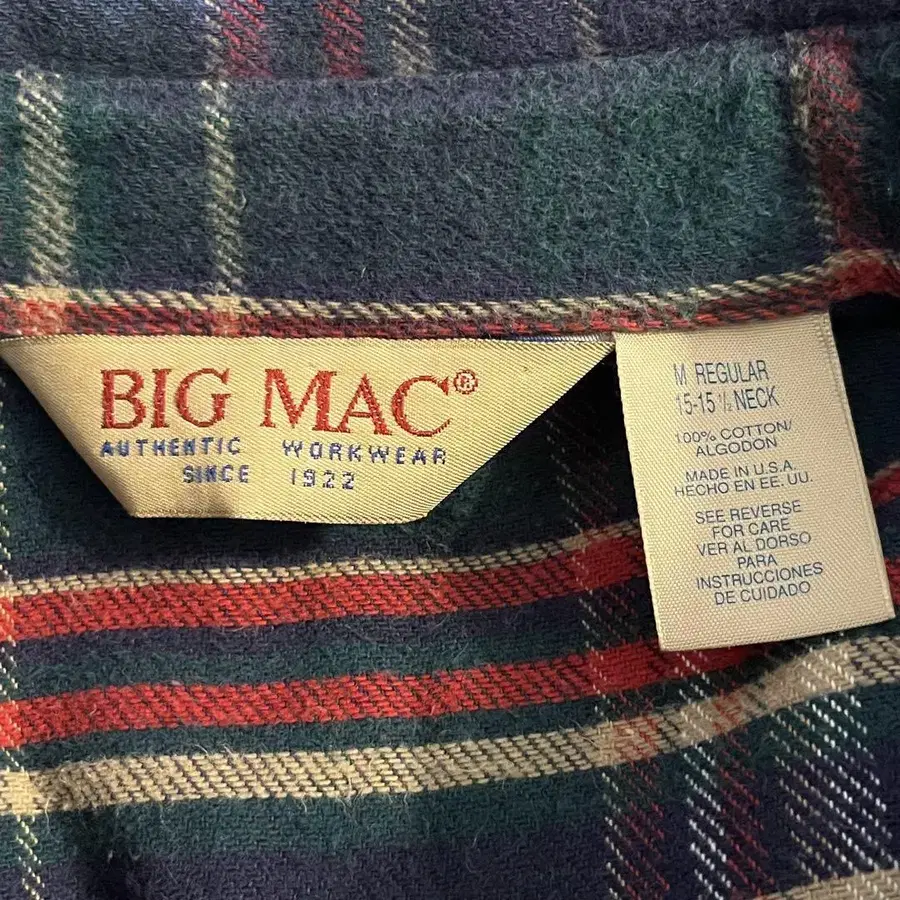 BIG MAC®
AUTHENTIC WORKWEAR
SINCE 1922
M REGULAR
15-15 ½ NECK
100% COTTON/
ALGODON
MADE IN U.S.A.
HECHO EN EE. UU.
SEE REVERSE
FOR CARE
VER AL DORSO
PARA
INSTRUCCIONES
DE CUIDADO